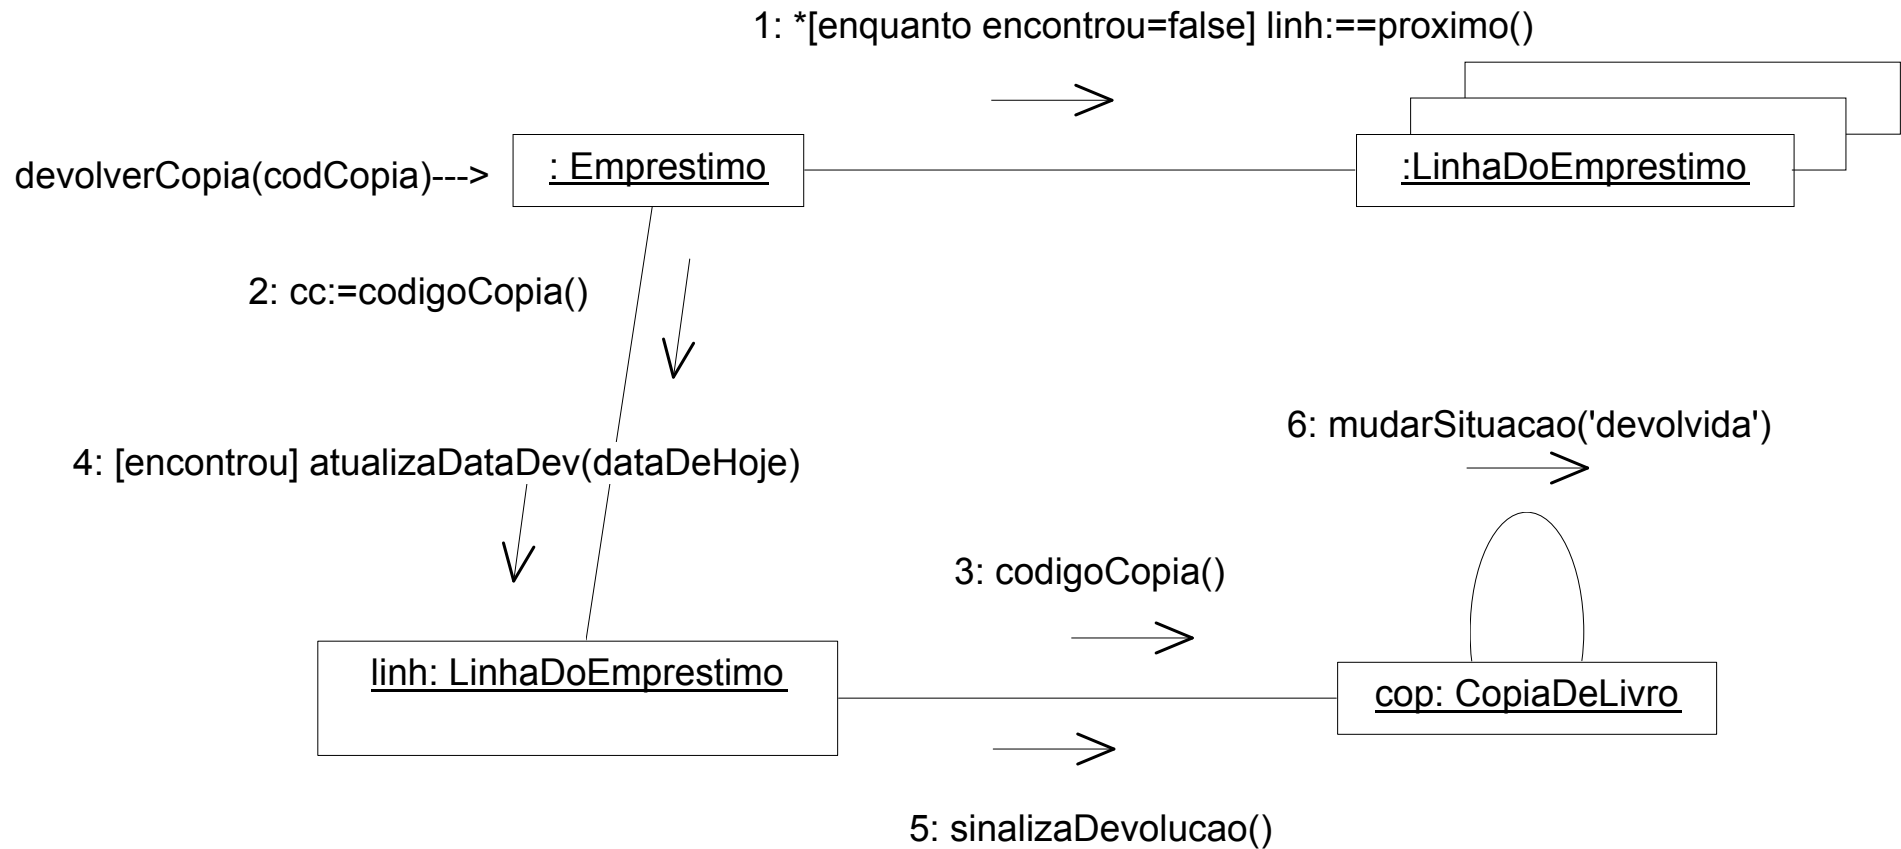 1: *[enquanto encontrou=false] linh:==proximo()
devolverCopia(codCopia)--->
: Emprestimo
:LinhaDoEmprestimo
2: cc:=codigoCopia()
4: [encontrou] atualizaDataDev(dataDeHoje)
6: mudarSituacao('devolvida')
3: codigoCopia()
linh: LinhaDoEmprestimo
cop: CopiaDeLivro
5: sinalizaDevolucao()